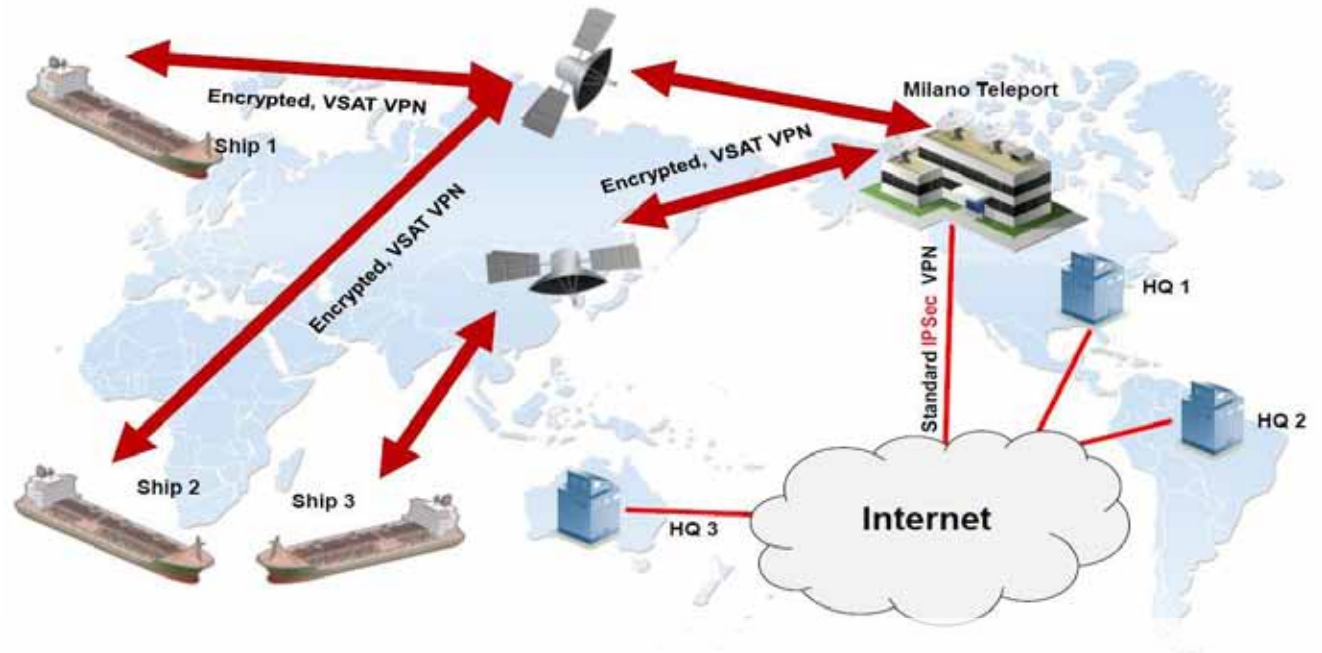 Milano Teleport
Encrypted, VSAT VPN
Ship 1
Encrypted, VSAT VPN
Encrypted, VSAT VPN
Standard IPSec VPN
HQ 1
HQ 2
Ship 2
Ship 3
HQ 3
Internet